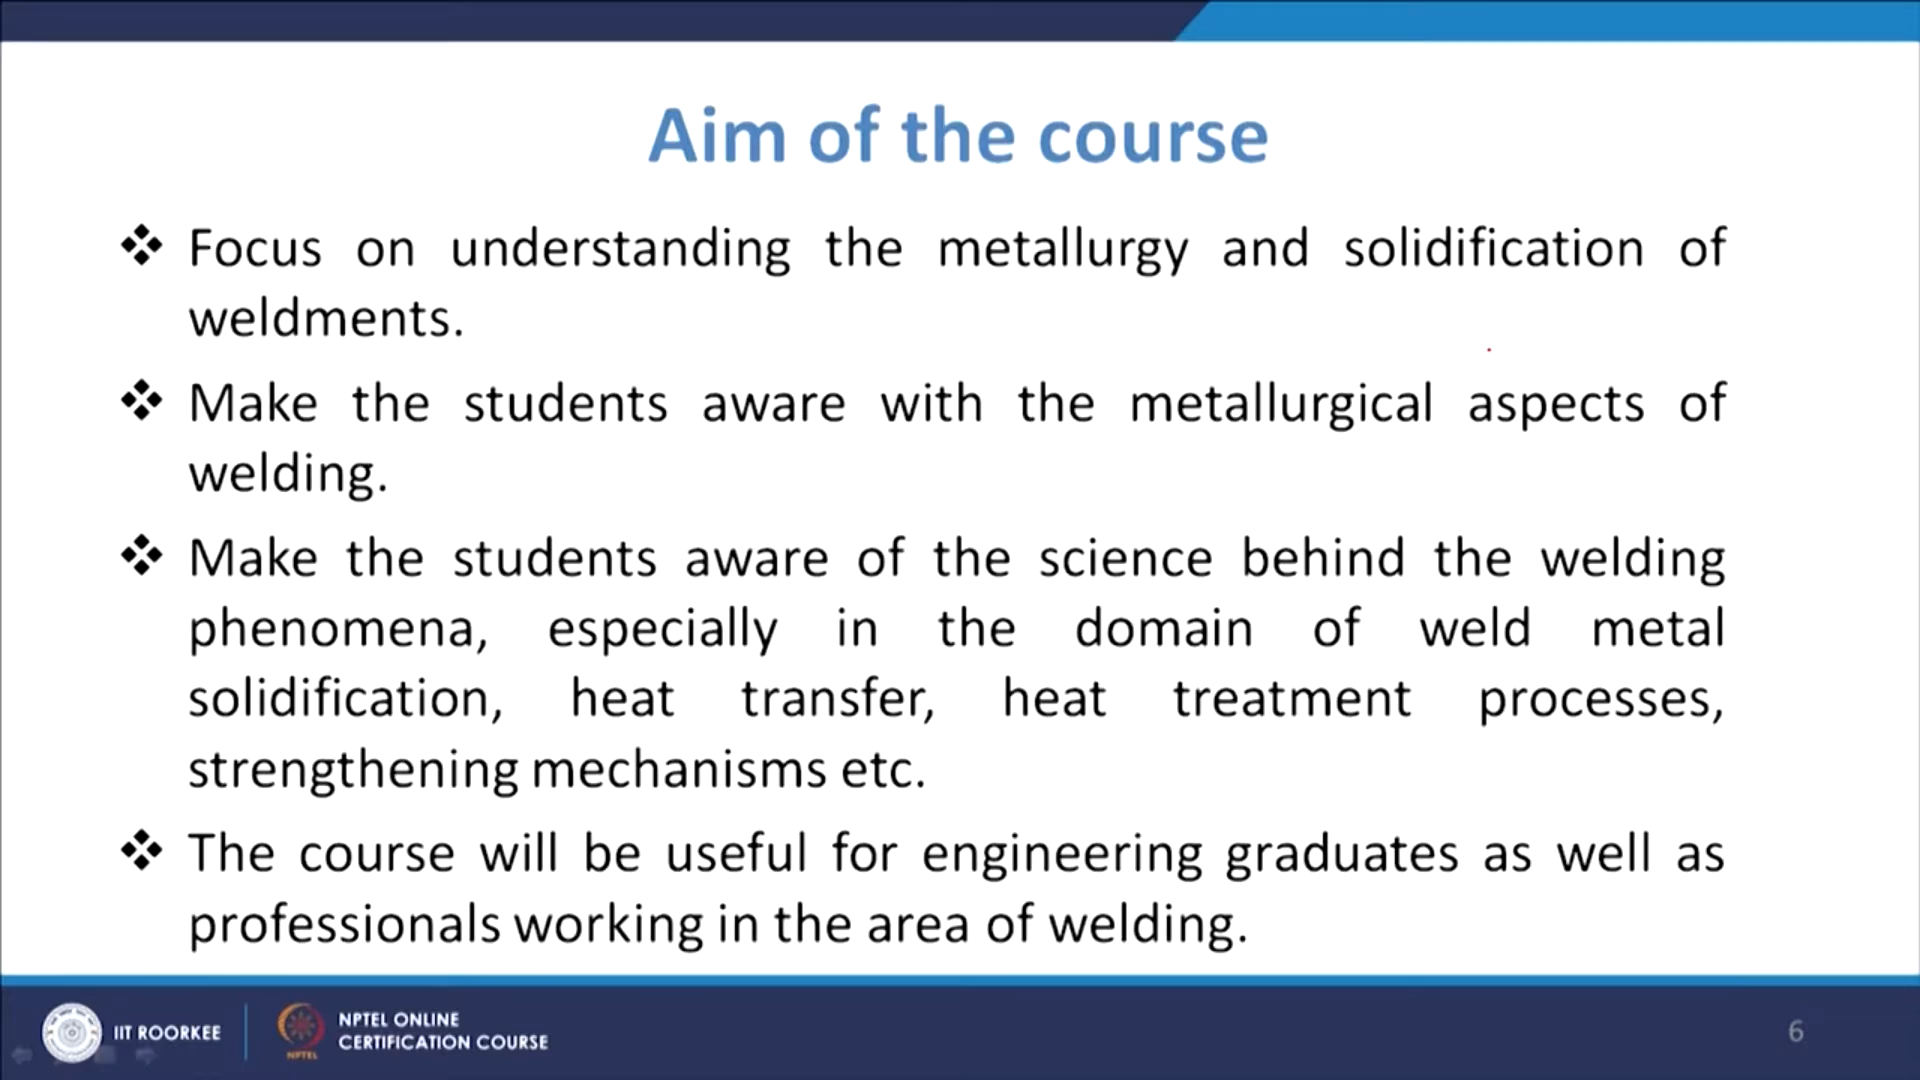 Aim of the course
❖ Focus on understanding the metallurgy and solidification of
weldments.
❖ Make the students aware with the metallurgical aspects of
welding.
❖ Make the students aware of the science behind the welding
phenomena, especially in the domain of weld metal
solidification, heat transfer, heat treatment processes,
strengthening mechanisms etc.
❖ The course will be useful for engineering graduates as well as
professionals working in the area of welding.
IIT ROORKEE
NPTEL
NPTEL ONLINE
CERTIFICATION COURSE
6